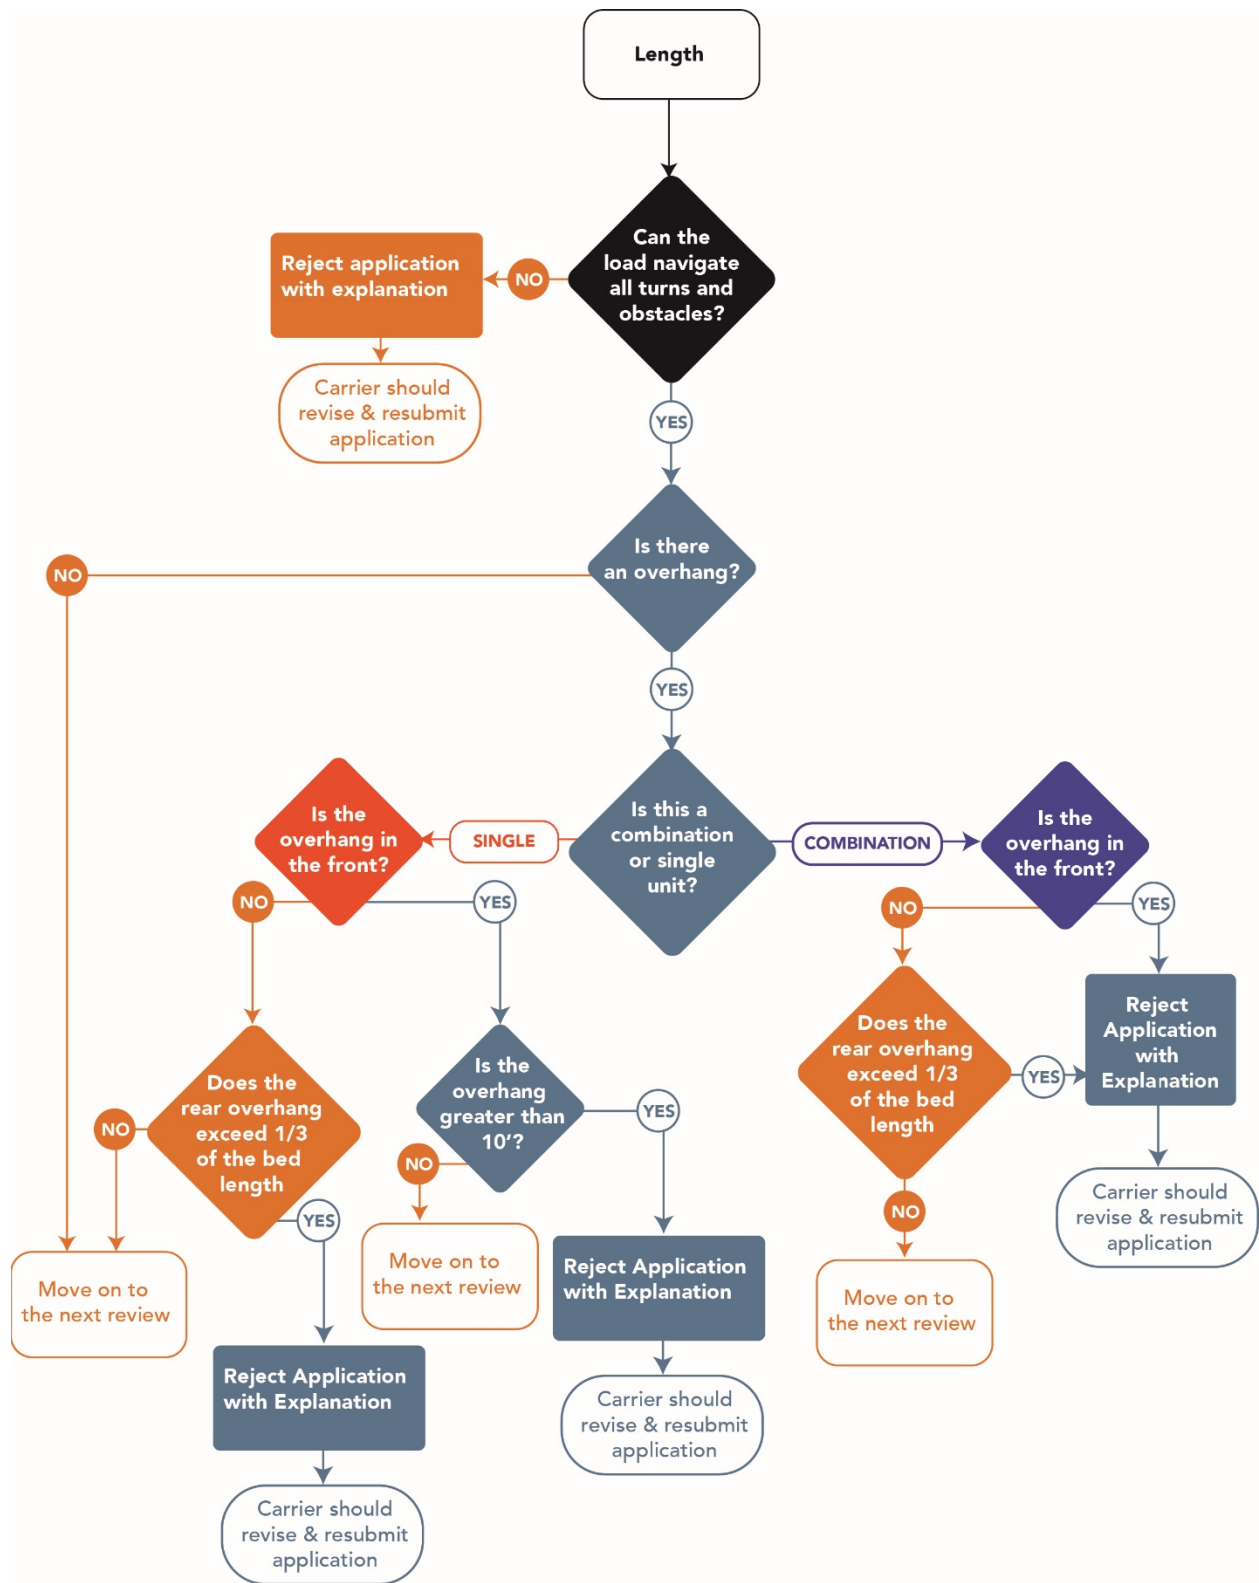 Length
Can the
load navigate
all turns and
obstacles?
NO
Reject application
with explanation
Carrier should
revise & resubmit
application
YES
Is there
an overhang?
NO
YES
Is this a
combination
or single
unit?
SINGLE
COMBINATION
Is the
overhang in
the front?
Is the
overhang in
the front?
NO
YES
NO
YES
Does the
rear overhang
exceed 1/3
of the bed
length
NO
YES
Is the
overhang
greater than
10’?
NO
YES
Does the
rear overhang
exceed 1/3
of the bed
length
YES
NO
Reject
Application
with
Explanation
Carrier should
revise & resubmit
application
Move on to
the next review
Move on to
the next review
Reject Application
with Explanation
Move on to
the next review
Reject Application
with Explanation
Carrier should
revise & resubmit
application
Carrier should
revise & resubmit
application